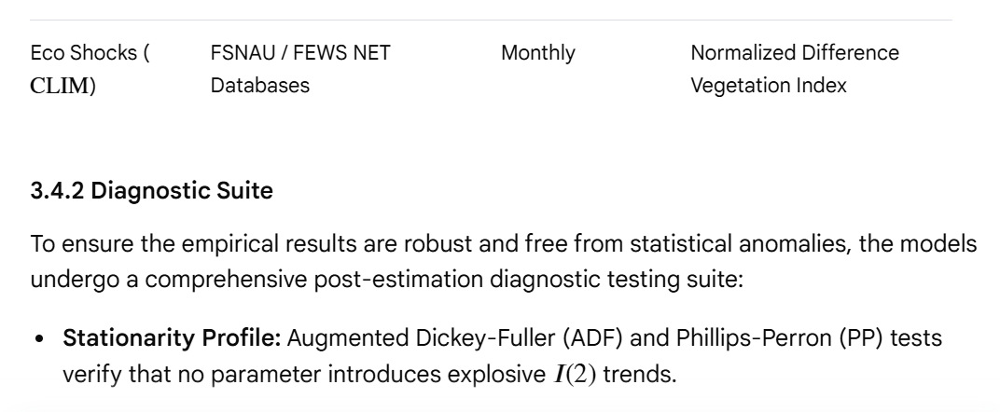 Eco Shocks ( FSNAU / FEWS NET Monthly Normalized Difference
CLIM) Databases Vegetation Index
3.4.2 Diagnostic Suite
To ensure the empirical results are robust and free from statistical anomalies, the models
undergo a comprehensive post-estimation diagnostic testing suite:
• Stationarity Profile: Augmented Dickey-Fuller (ADF) and Phillips-Perron (PP) tests
verify that no parameter introduces explosive I(2) trends.